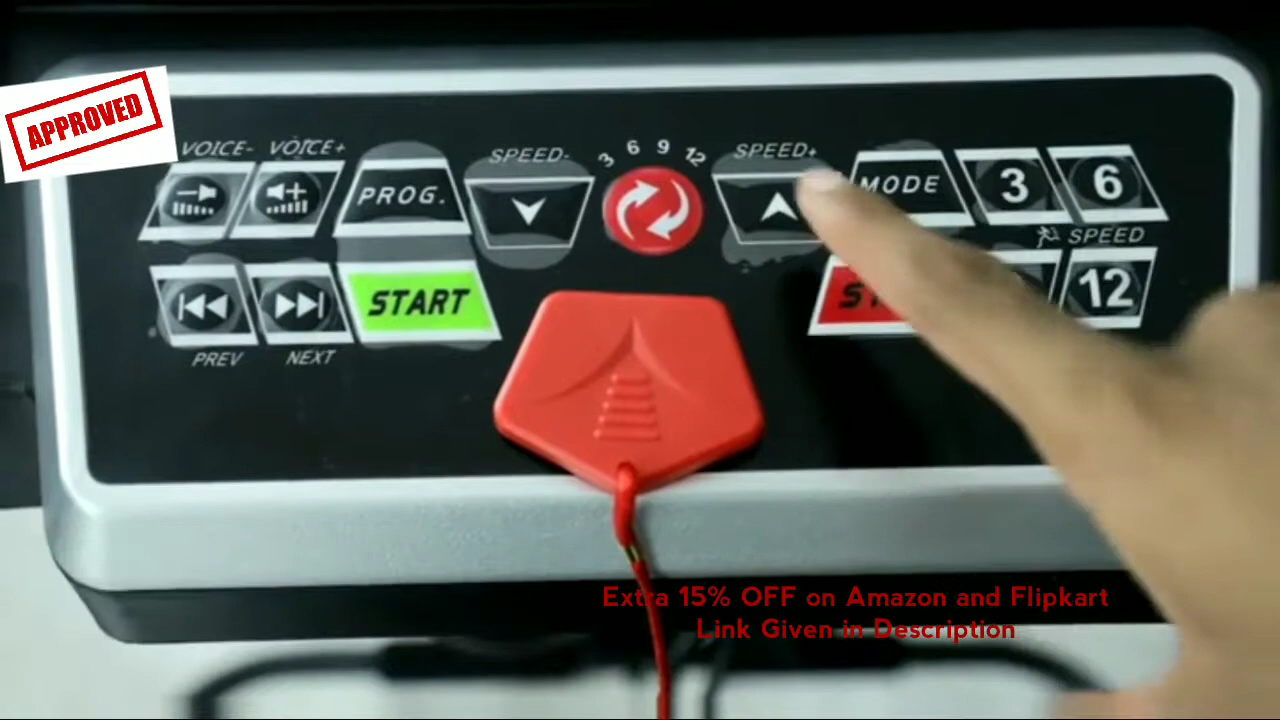 APPROVED
VOICE-
VOICE+
SPEED-
3 6 9 12
SPEED+
PROG.
MODE
3
6
SPEED
START
ST
12
PREV
NEXT
Extra 15% OFF on Amazon and Flipkart
Link Given in Description